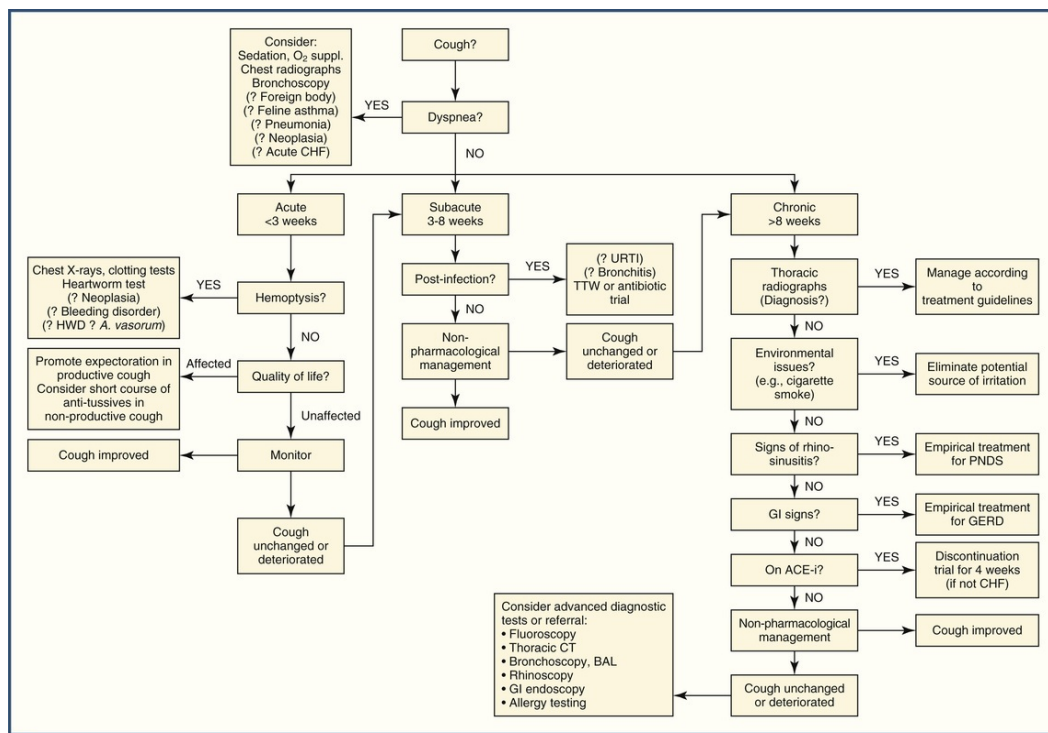 Consider:
Sedation, O₂ suppl.
Chest radiographs
Bronchoscopy
(? Foreign body)
(? Feline asthma)
(? Pneumonia)
(? Neoplasia)
(? Acute CHF)
Cough?
YES
Dyspnea?
NO
Acute
<3 weeks
Subacute
3-8 weeks
Chronic
>8 weeks
Chest X-rays, clotting tests
Heartworm test
(? Neoplasia)
(? Bleeding disorder)
(? HWD ? A. vasorum)
YES
Hemoptysis?
NO
Promote expectoration in
productive cough
Consider short course of
anti-tussives in
non-productive cough
Affected
Quality of life?
Unaffected
Cough improved
Monitor
Cough
unchanged or
deteriorated
Post-infection?
YES
(? URTI)
(? Bronchitis)
TTW or antibiotic
trial
NO
Non-
pharmacological
management
Cough
unchanged or
deteriorated
Cough improved
Thoracic
radiographs
(Diagnosis?)
YES
Manage according
to
treatment guidelines
NO
Environmental
issues?
(e.g., cigarette
smoke)
YES
Eliminate potential
source of irritation
NO
Signs of rhino-
sinusitis?
YES
Empirical treatment
for PNDS
NO
GI signs?
YES
Empirical treatment
for GERD
NO
On ACE-i?
YES
Discontinuation
trial for 4 weeks
(if not CHF)
NO
Non-pharmacological
management
Cough improved
Cough unchanged
or deteriorated
Consider advanced diagnostic
tests or referral:
• Fluoroscopy
• Thoracic CT
• Bronchoscopy, BAL
• Rhinoscopy
• GI endoscopy
• Allergy testing